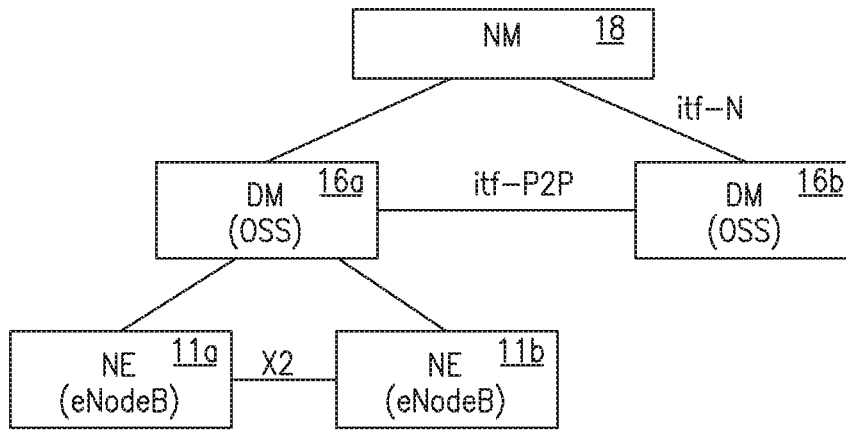 NM 18
itf-N
16a
DM
(OSS)
itf-P2P
16b
DM
(OSS)
11a
NE
(eNodeB)
X2
11b
NE
(eNodeB)